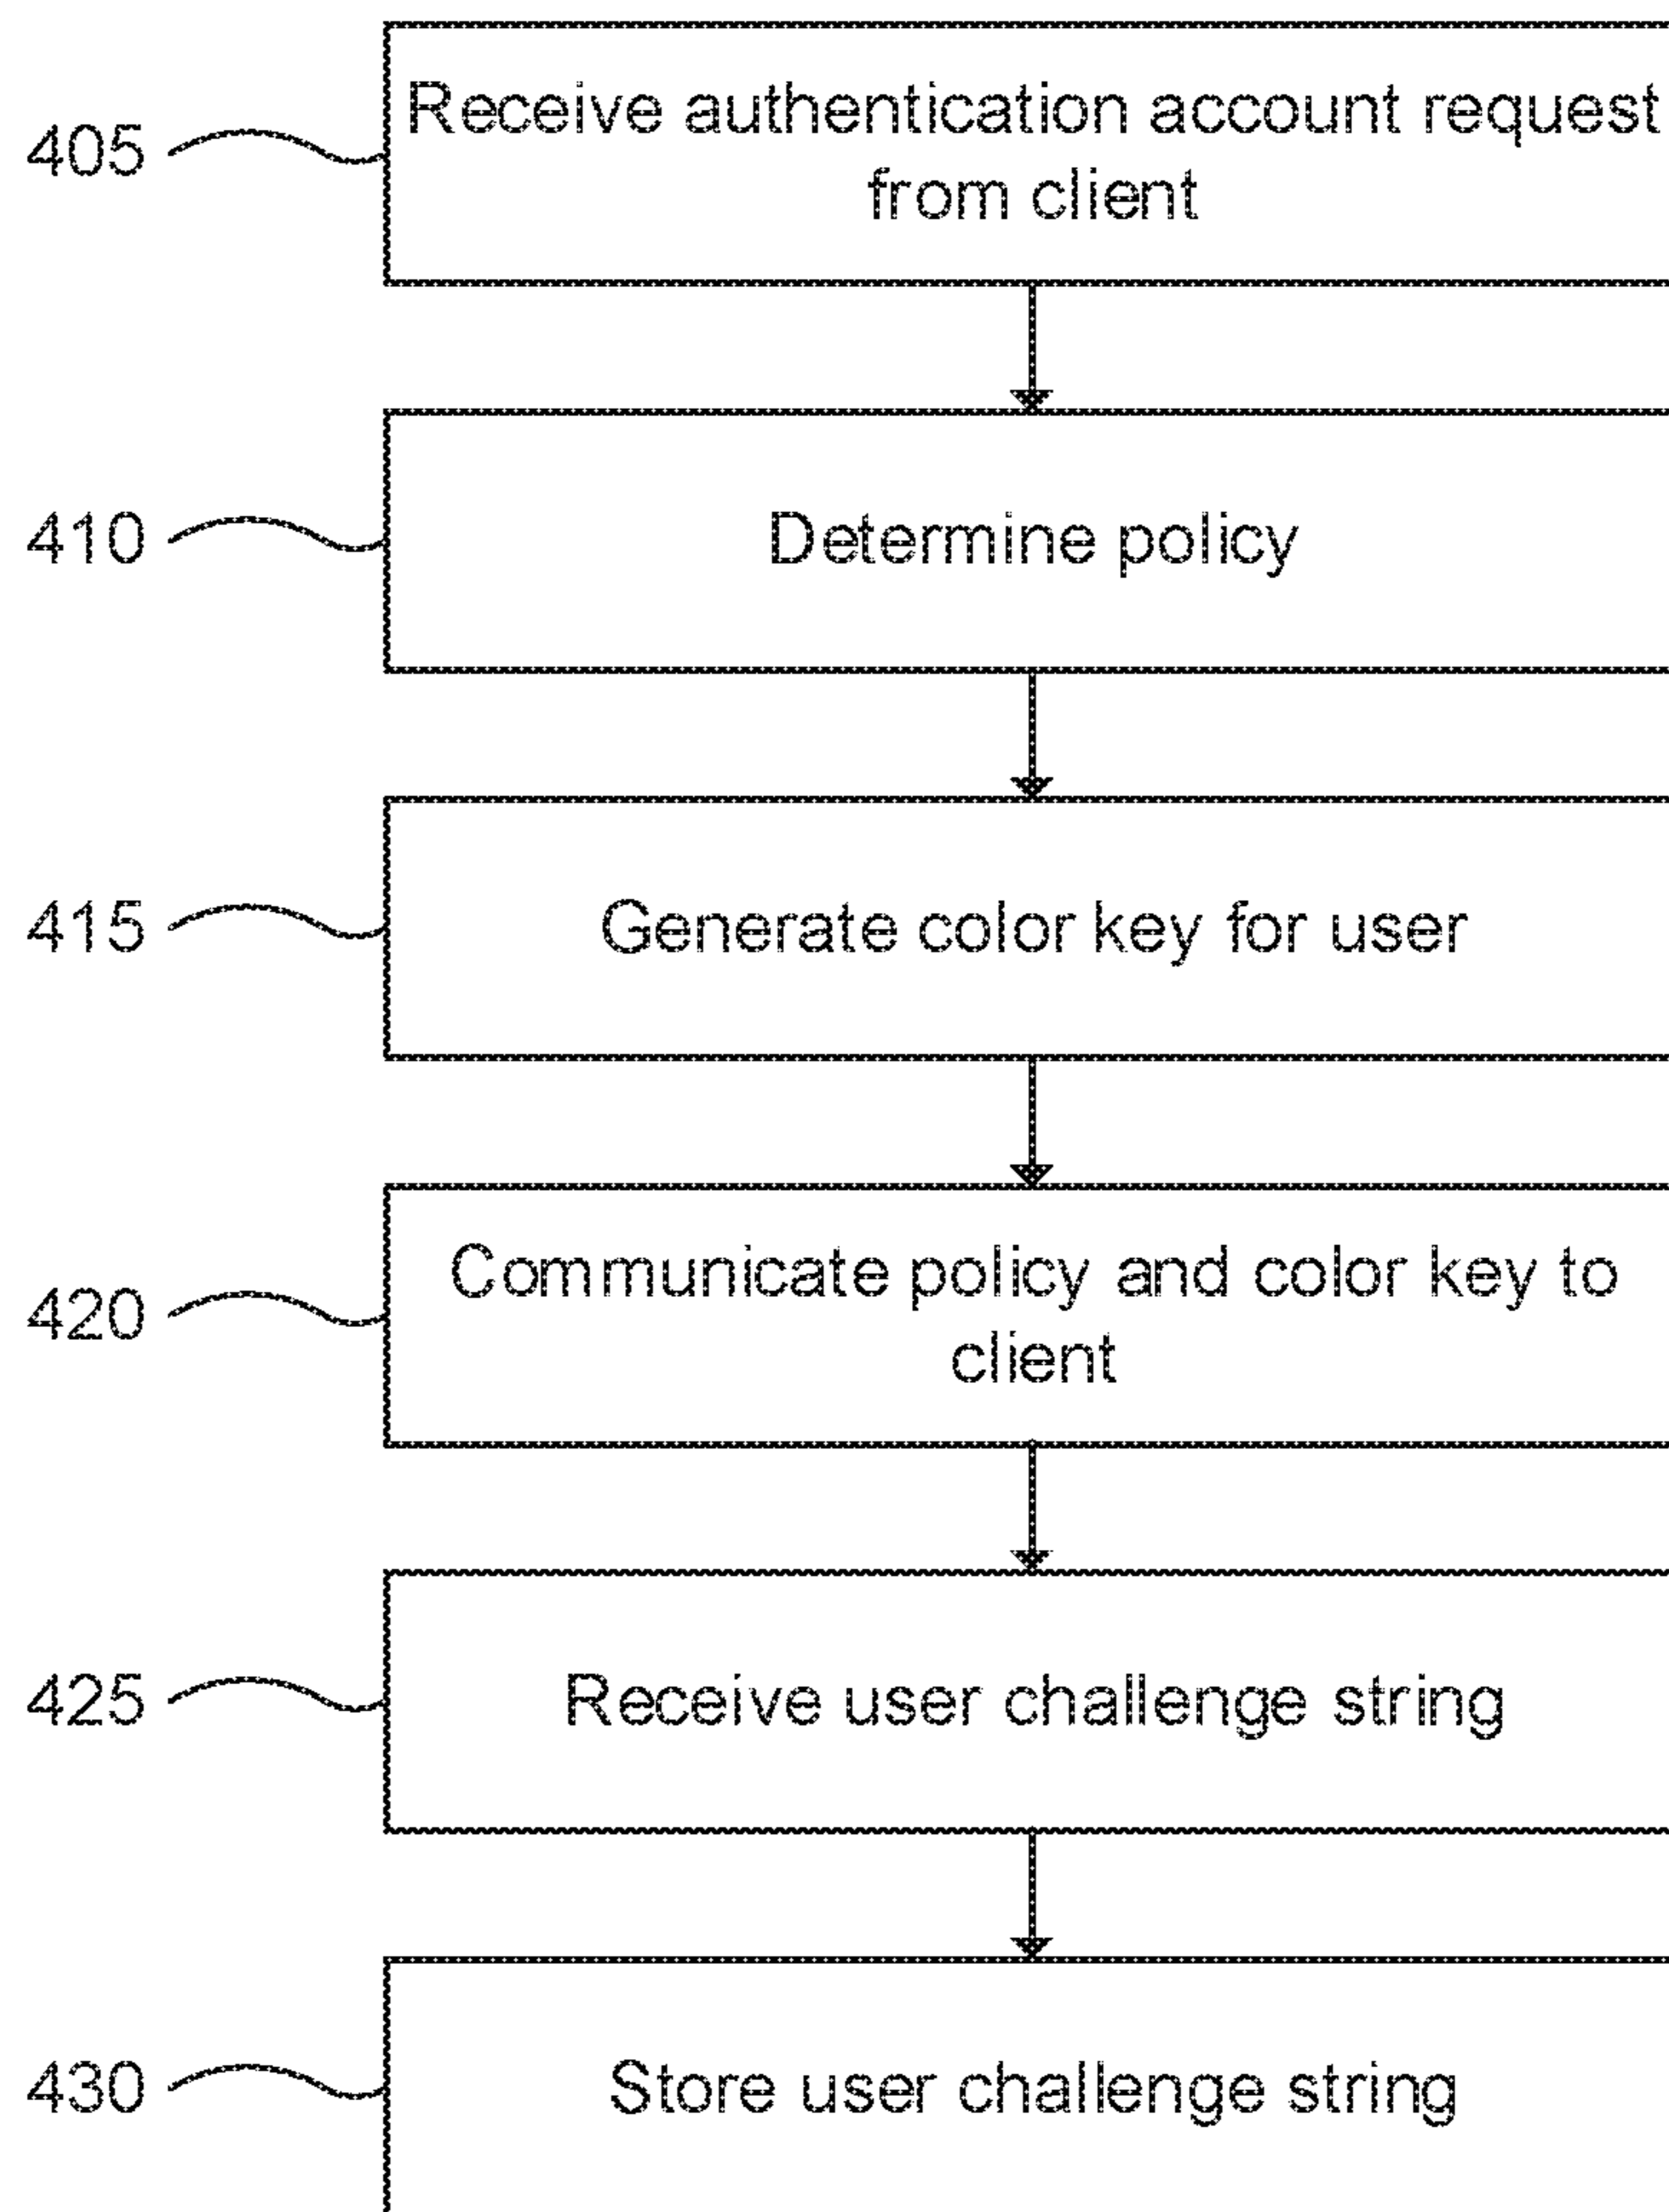 405
Receive authentication account request
from client
410
Determine policy
415
Generate color key for user
420
Communicate policy and color key to
client
425
Receive user challenge string
430
Store user challenge string